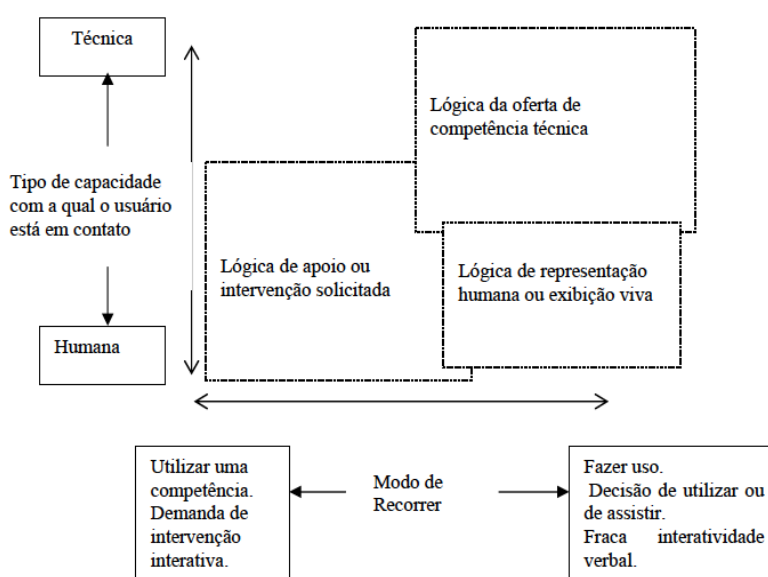 Técnica
Lógica da oferta de
competência técnica
Tipo de capacidade
com a qual o usuário
está em contato
Lógica de apoio ou
intervenção solicitada
Lógica de representação
humana ou exibição viva
Humana
Utilizar uma
competência.
Demanda de
intervenção
interativa.
Modo de
Recorrer
Fazer uso.
Decisão de utilizar ou
de assistir.
Fraca interatividade
verbal.